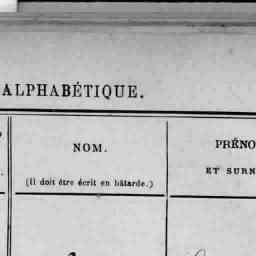 ALPHABÉTIQUE.
NOM.
(Il doit être écrit en bâtarde.)
PRÉNO
ET SURN